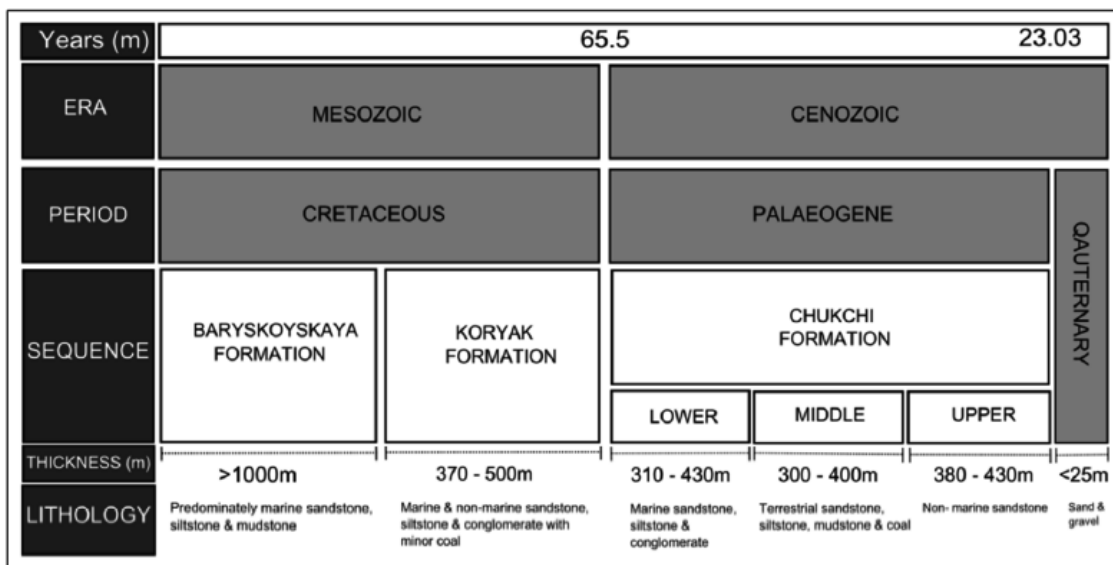 Years (m) 65.5 23.03
ERA MESOZOIC CENOZOIC
PERIOD CRETACEOUS PALAEOGENE
QAUTERNARY
SEQUENCE
BARYSKOYSKAYA
FORMATION
KORYAK
FORMATION
CHUKCHI
FORMATION
LOWER MIDDLE UPPER
THICKNESS (m) >1000m 370 - 500m 310 - 430m 300 - 400m 380 - 430m <25m
LITHOLOGY
Predominately marine sandstone,
siltstone & mudstone
Marine & non-marine sandstone,
siltstone & conglomerate with
minor coal
Marine sandstone,
siltstone &
conglomerate
Terrestrial sandstone,
siltstone, mudstone & coal
Non- marine sandstone
Sand &
gravel